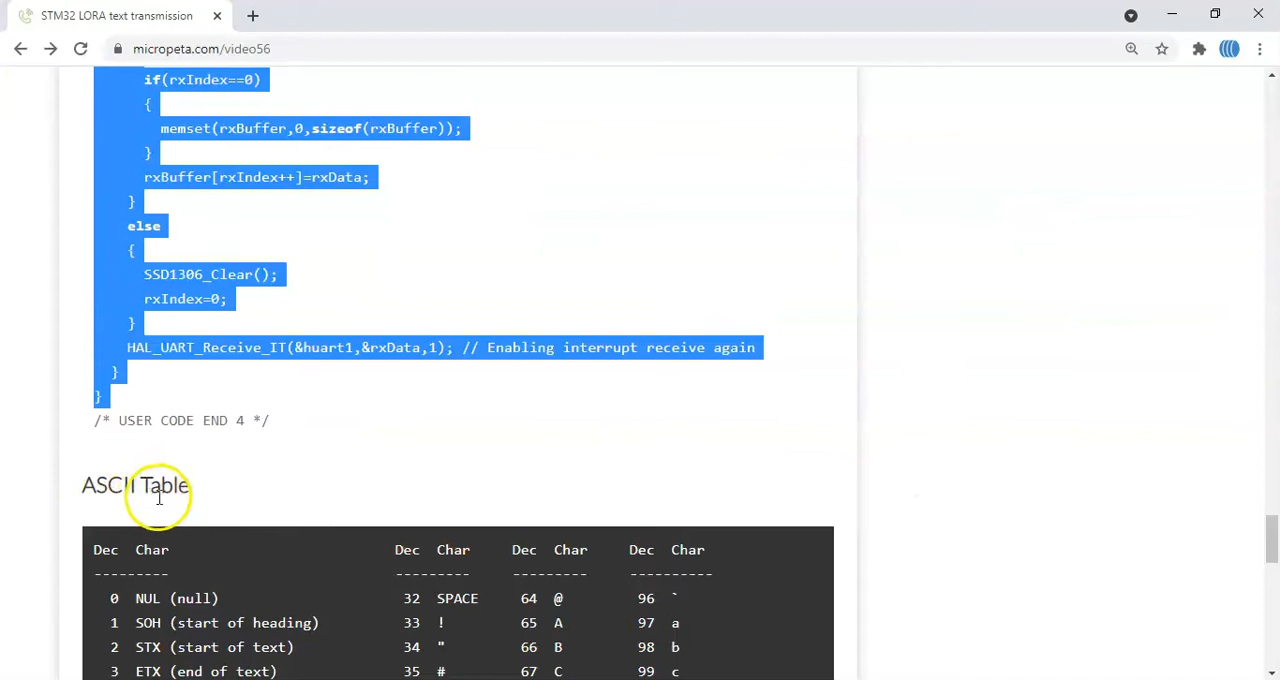 STM32 LORA text transmission
micropeta.com/video56
if(rxIndex==0)
{
memset(rxBuffer,0,sizeof(rxBuffer));
}
rxBuffer[rxIndex++]=rxData;
}
else
{
SSD1306_Clear();
rxIndex=0;
}
HAL_UART_Receive_IT(&huart1,&rxData,1); // Enabling interrupt receive again
}
}
/* USER CODE END 4 */
ASCII Table
Dec Char Dec Char Dec Char Dec Char
--------- --------- --------- ----------
0 NUL (null) 32 SPACE 64 @ 96 `
1 SOH (start of heading) 33 ! 65 A 97 a
2 STX (start of text) 34 " 66 B 98 b
3 ETX (end of text) 35 # 67 C 99 c